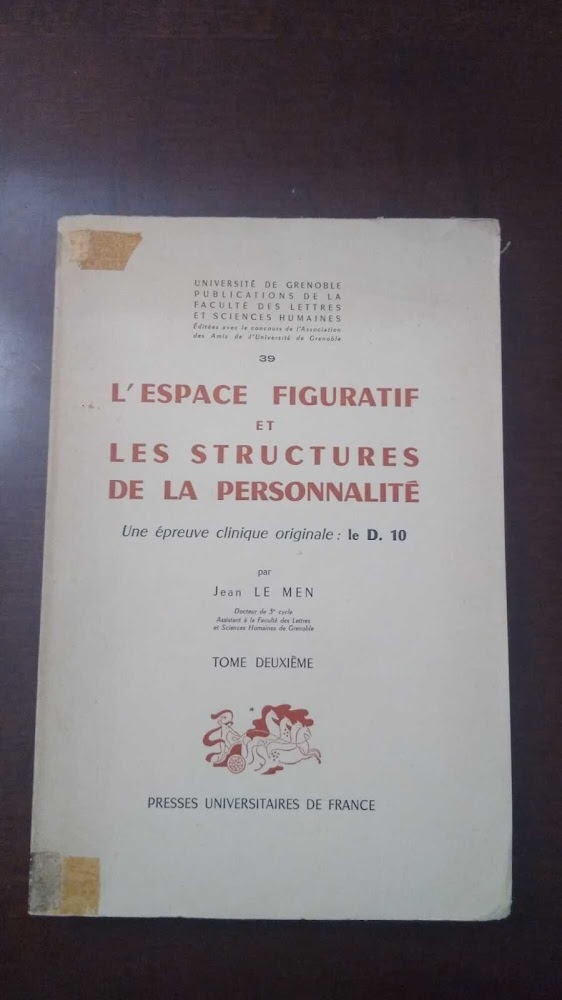 UNIVERSITÉ DE GRENOBLE
PUBLICATIONS DE LA
FACULTÉ DES LETTRES
ET SCIENCES HUMAINES
Éditées avec le concours de l'Association
des Amis de d'Université de Grenoble
39
L'ESPACE FIGURATIF
ET
LES STRUCTURES
DE LA PERSONNALITÉ
Une épreuve clinique originale : le D. 10
par
Jean LE MEN
Docteur de 3e cycle
Assistant à la Faculté des Lettres
et Sciences Humaines de Grenoble
TOME DEUXIÈME
PRESSES UNIVERSITAIRES DE FRANCE